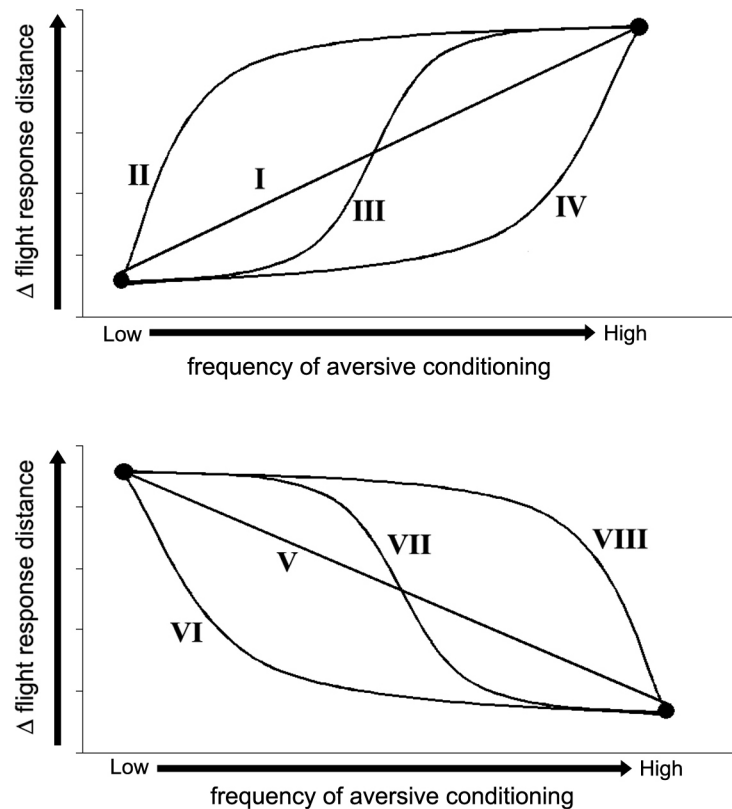 Δ flight response distance
II
I
III
IV
Low
High
frequency of aversive conditioning
Δ flight response distance
VII
V
VIII
VI
Low
High
frequency of aversive conditioning